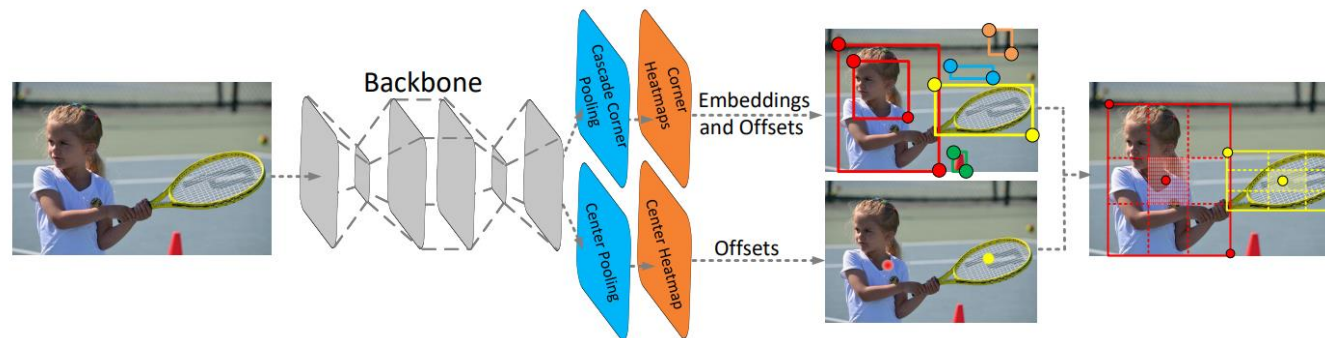 Backbone
Cascade Corner
Pooling
Corner
Heatmaps
Embeddings
and Offsets
Center Pooling
Center Heatmap
Offsets